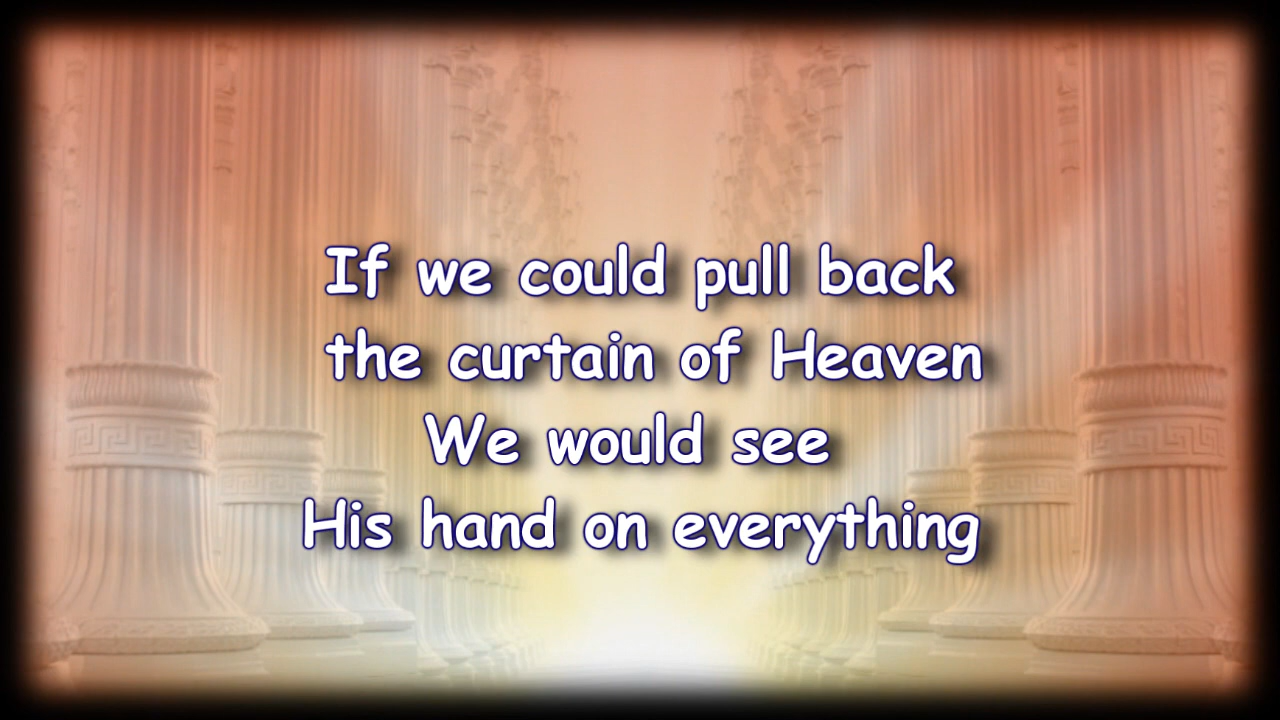 If we could pull back
the curtain of Heaven
We would see
His hand on everything